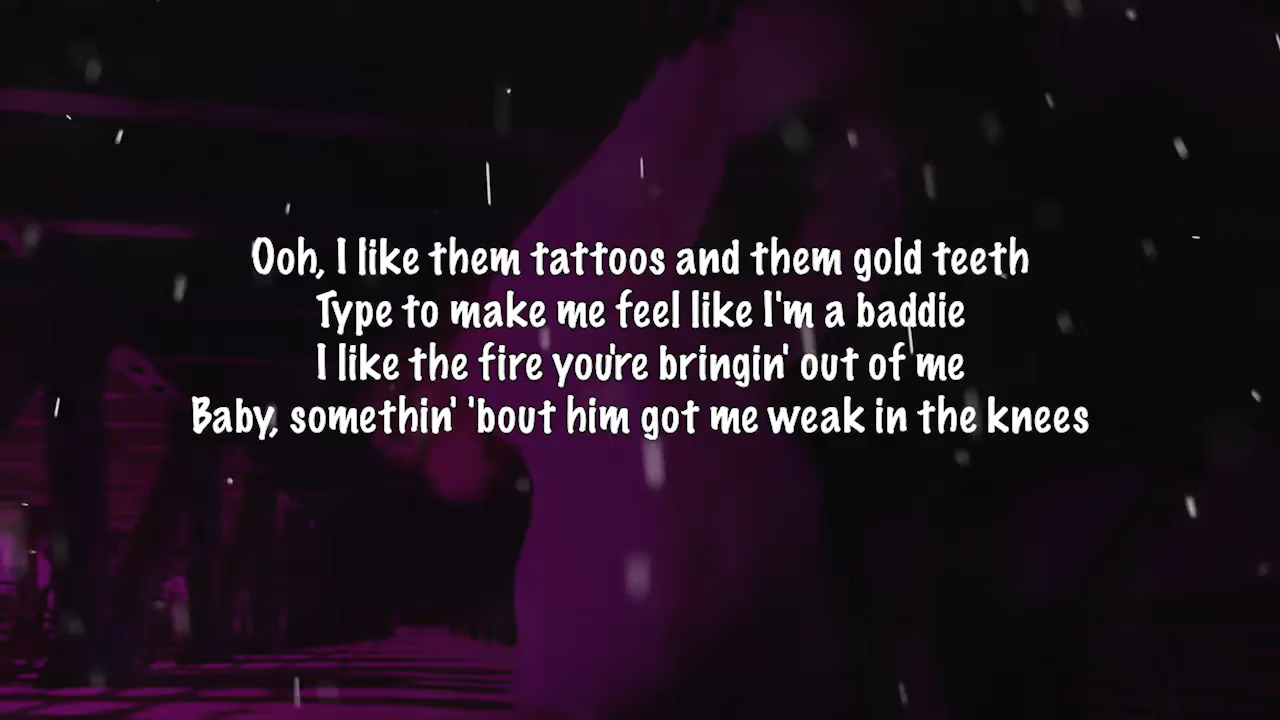 Ooh, I like them tattoos and them gold teeth
Type to make me feel like I'm a baddie
I like the fire you're bringin' out of me
Baby, somethin' 'bout him got me weak in the knees